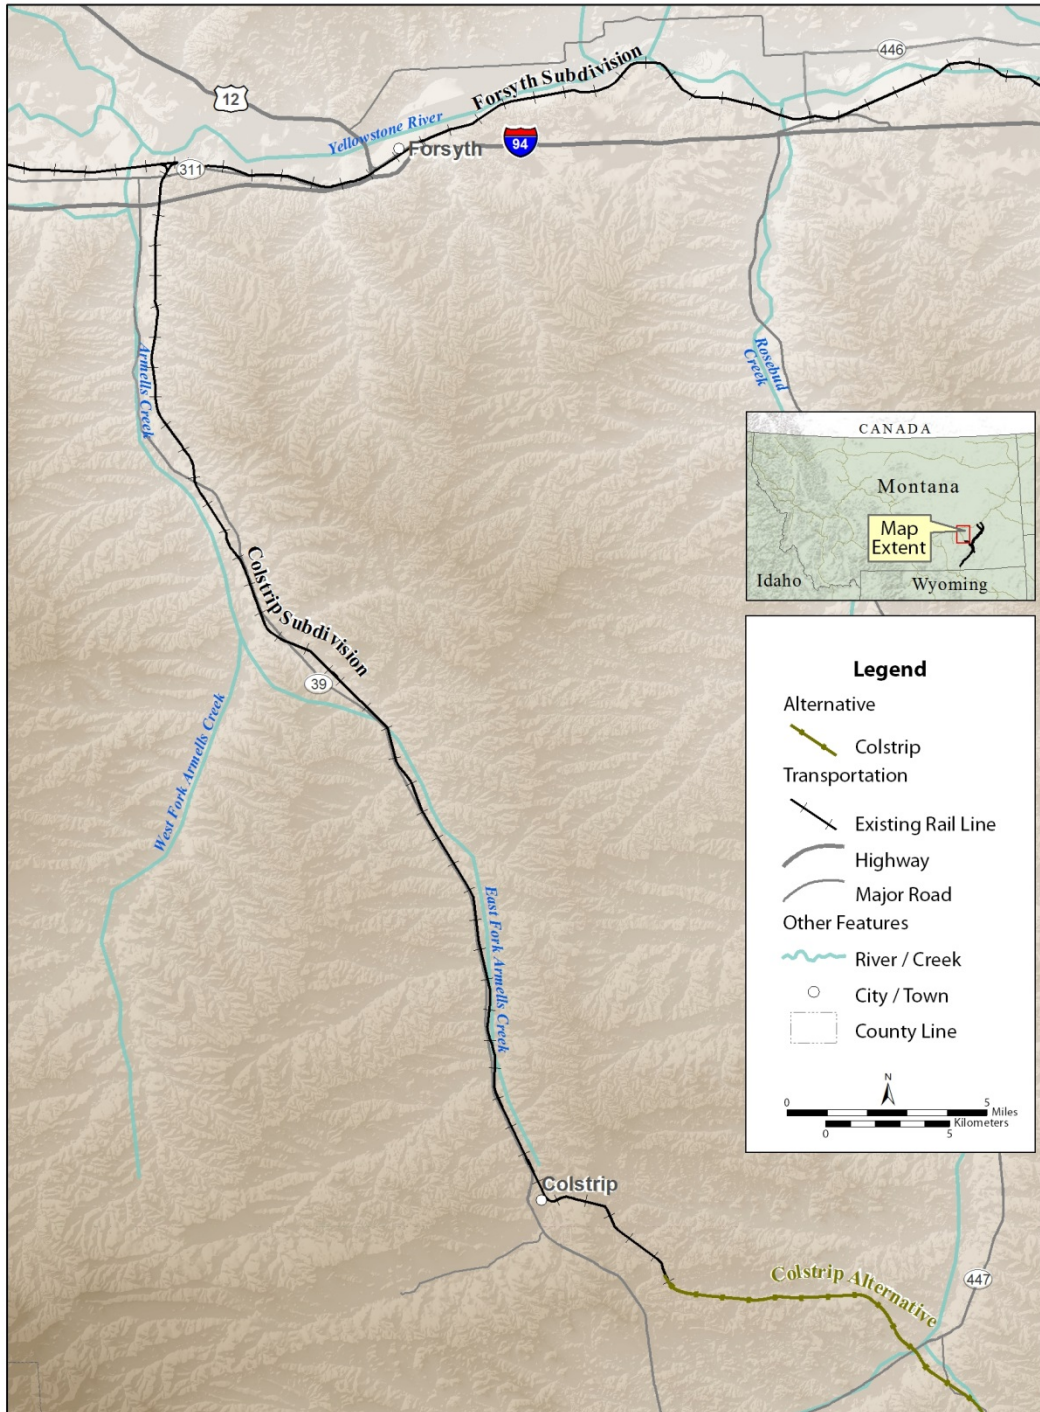 446
Forsyth Subdivision
12
Yellowstone River
94
Forsyth
311
Armells Creek
Rosebud
Creek
CANADA
Montana
Map
Extent
Idaho
Wyoming
Colstrip Subdivision
39
West Fork Armells Creek
East Fork Armells Creek
Legend
Alternative
Colstrip
Transportation
Existing Rail Line
Highway
Major Road
Other Features
River / Creek
City / Town
County Line
N
0 5
Miles
Kilometers
0 5
Colstrip
Colstrip Alternative
447